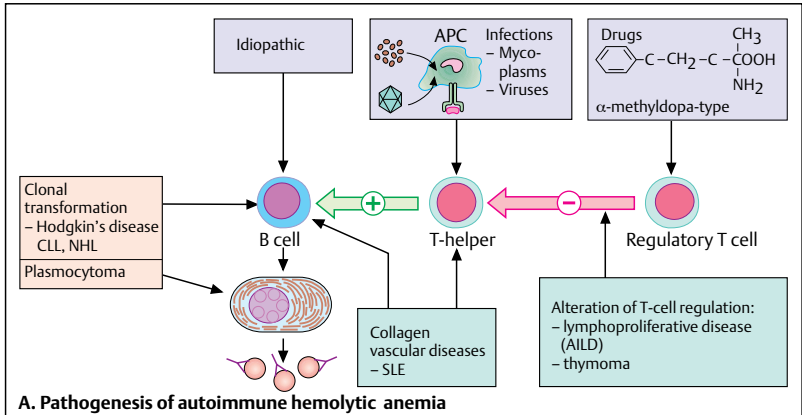 Idiopathic
APC
Infections
– Myco-
plasms
– Viruses
Drugs
CH3
C–CH2–C–C–COOH
NH2
α-methyldopa-type
Clonal
transformation
– Hodgkin's disease
CLL, NHL
Plasmocytoma
B cell
+
T-helper
–
Regulatory T cell
Collagen
vascular diseases
– SLE
Alteration of T-cell regulation:
– lymphoproliferative disease
(AILD)
– thymoma
A. Pathogenesis of autoimmune hemolytic anemia